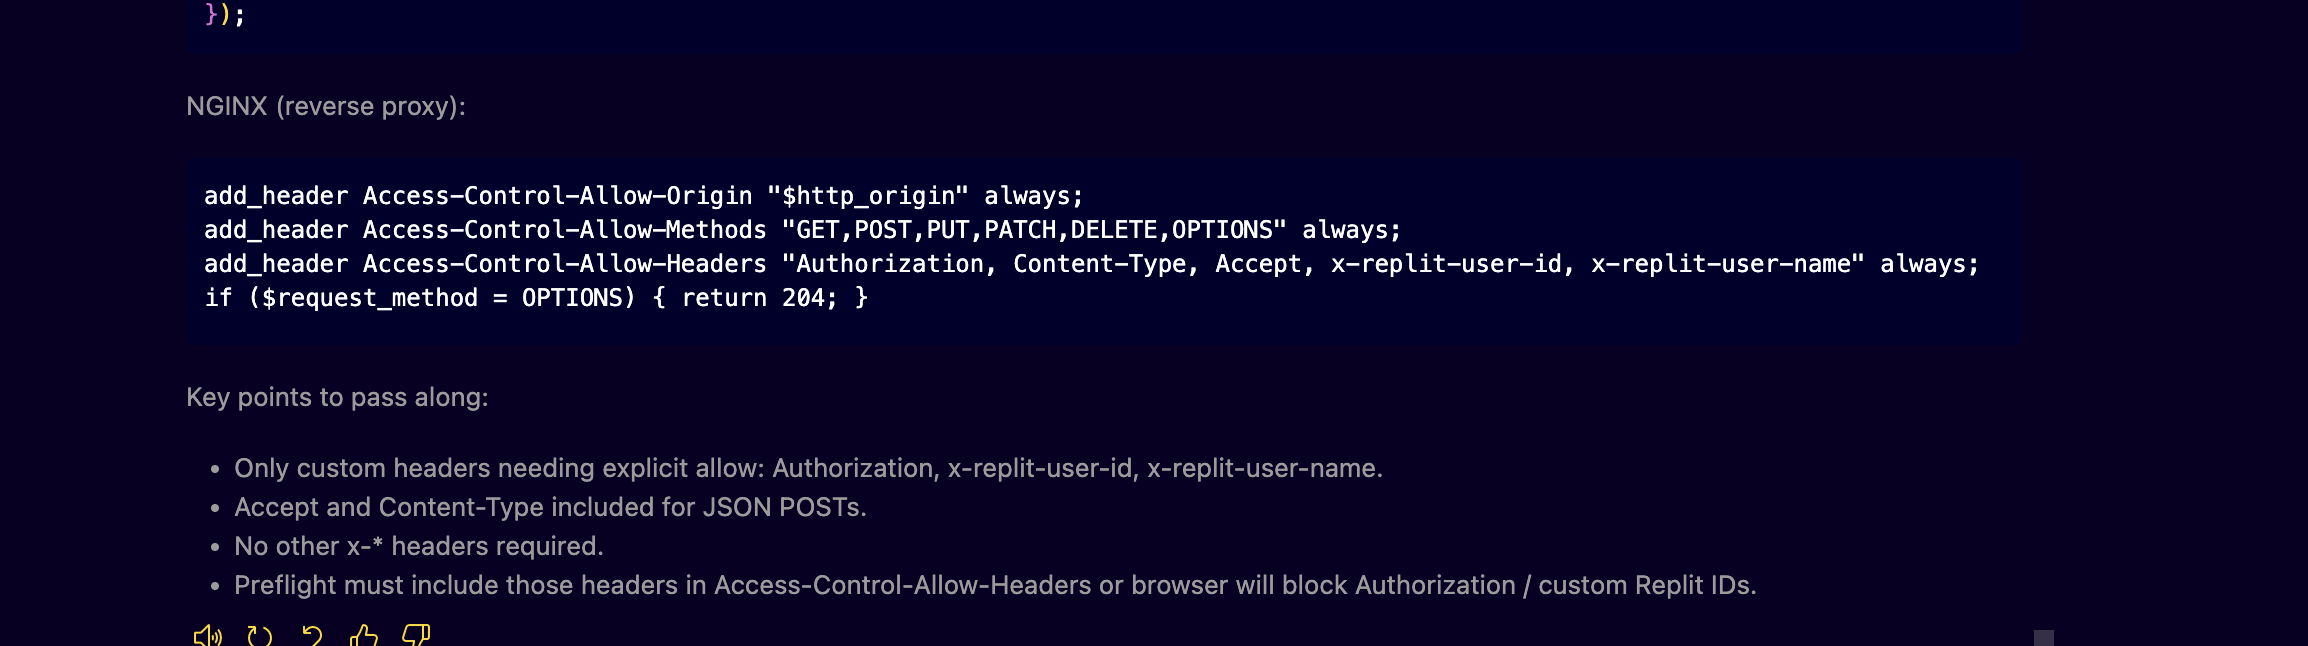 });
NGINX (reverse proxy):
add_header Access-Control-Allow-Origin "$http_origin" always;
add_header Access-Control-Allow-Methods "GET,POST,PUT,PATCH,DELETE,OPTIONS" always;
add_header Access-Control-Allow-Headers "Authorization, Content-Type, Accept, x-replit-user-id, x-replit-user-name" always;
if ($request_method = OPTIONS) { return 204; }
Key points to pass along:
• Only custom headers needing explicit allow: Authorization, x-replit-user-id, x-replit-user-name.
• Accept and Content-Type included for JSON POSTs.
• No other x-* headers required.
• Preflight must include those headers in Access-Control-Allow-Headers or browser will block Authorization / custom Replit IDs.